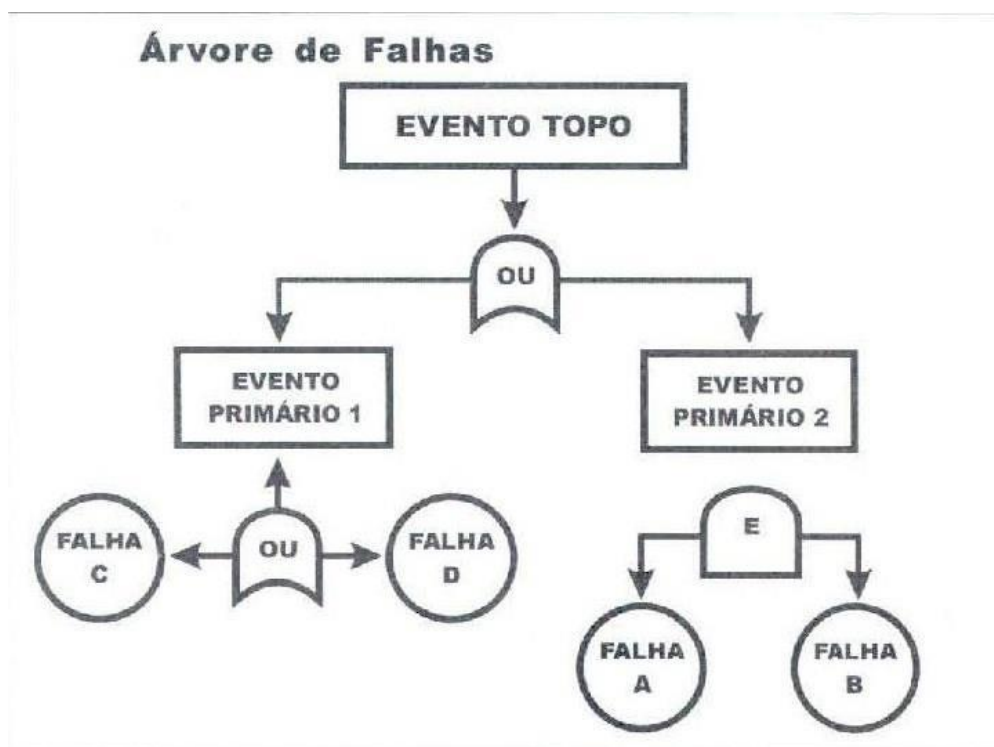 Árvore de Falhas
EVENTO TOPO
OU
EVENTO
PRIMÁRIO 1
EVENTO
PRIMÁRIO 2
FALHA
C
OU
FALHA
D
E
FALHA
A
FALHA
B